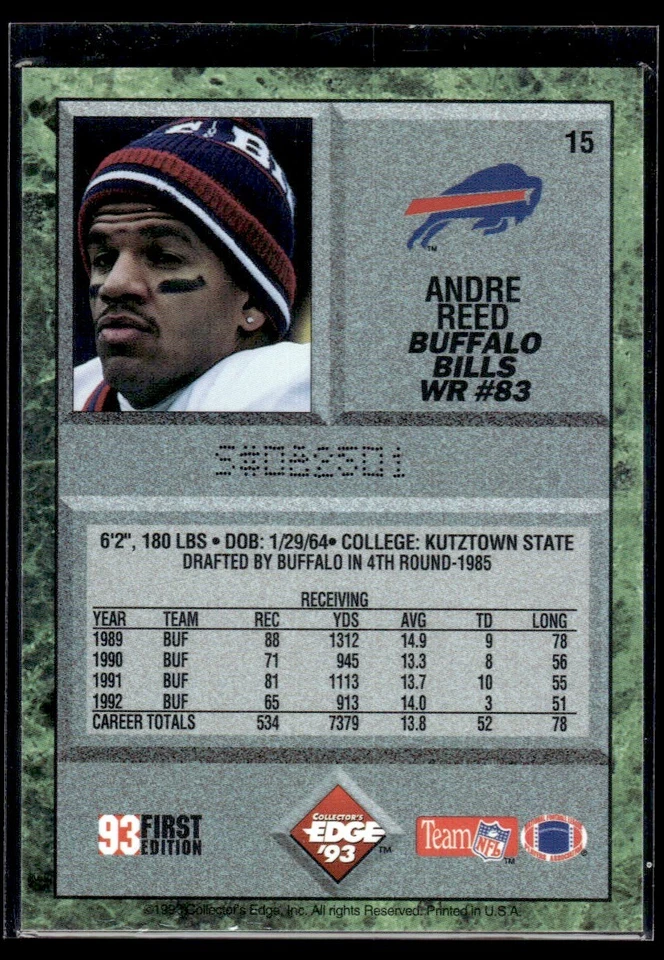 15
ANDRE
REED
BUFFALO
BILLS
WR #83
6'2", 180 LBS • DOB: 1/29/64• COLLEGE: KUTZTOWN STATE
DRAFTED BY BUFFALO IN 4TH ROUND-1985
RECEIVING
YEAR TEAM REC YDS AVG TD LONG
1989 BUF 88 1312 14.9 9 78
1990 BUF 71 945 13.3 8 56
1991 BUF 81 1113 13.7 10 55
1992 BUF 65 913 14.0 3 51
CAREER TOTALS 534 7379 13.8 52 78
93 FIRST
EDITION
COLLECTOR'S
EDGE™
'93
Team NFL™
Collector's Edge, Inc. All rights Reserved. Printed in U.S.A.